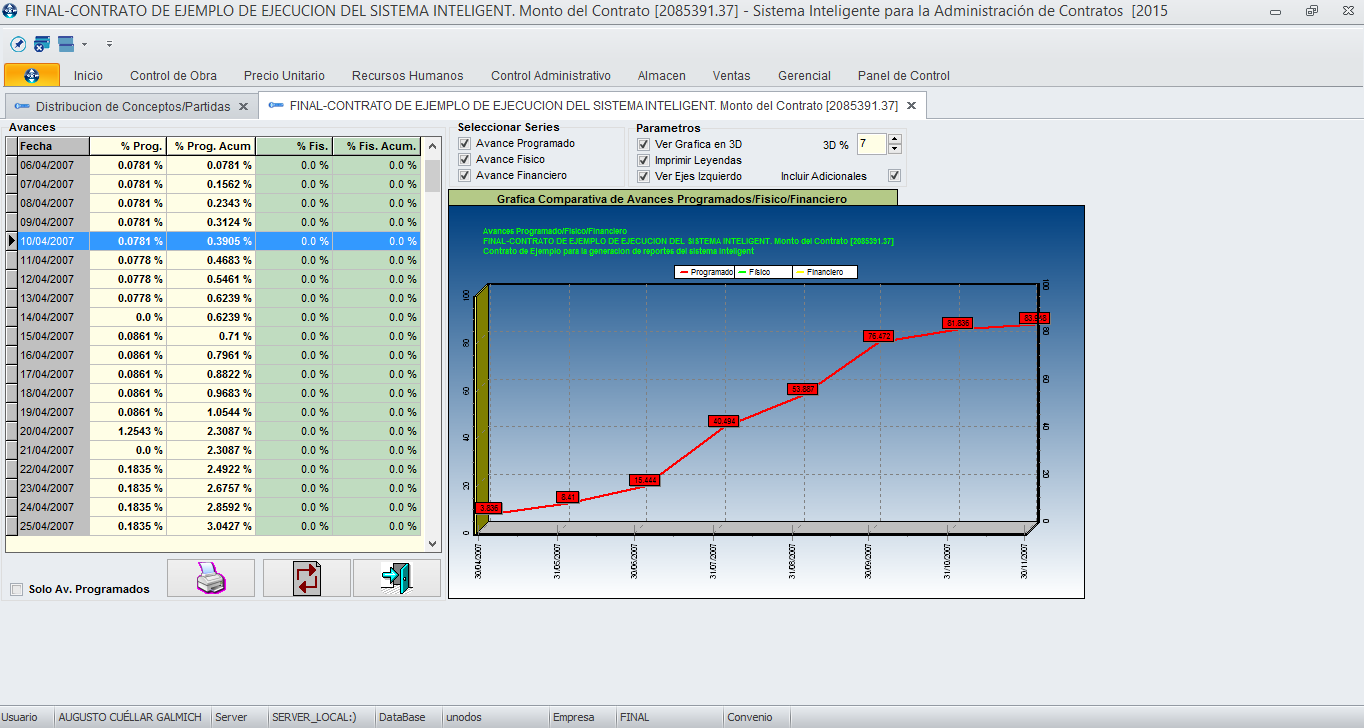 FINAL-CONTRATO DE EJEMPLO DE EJECUCION DEL SISTEMA INTELIGENT. Monto del Contrato [2085391.37] - Sistema Inteligente para la Administración de Contratos [2015
Inicio Control de Obra Precio Unitario Recursos Humanos Control Administrativo Almacen Ventas Gerencial Panel de Control
Distribucion de Conceptos/Partidas
FINAL-CONTRATO DE EJEMPLO DE EJECUCION DEL SISTEMA INTELIGENT. Monto del Contrato [2085391.37]
Avances
Fecha % Prog. % Prog. Acum % Fis. % Fis. Acum.
06/04/2007 0.0781 % 0.0781 % 0.0 % 0.0 %
07/04/2007 0.0781 % 0.1562 % 0.0 % 0.0 %
08/04/2007 0.0781 % 0.2343 % 0.0 % 0.0 %
09/04/2007 0.0781 % 0.3124 % 0.0 % 0.0 %
10/04/2007 0.0781 % 0.3905 % 0.0 % 0.0 %
11/04/2007 0.0778 % 0.4683 % 0.0 % 0.0 %
12/04/2007 0.0778 % 0.5461 % 0.0 % 0.0 %
13/04/2007 0.0778 % 0.6239 % 0.0 % 0.0 %
14/04/2007 0.0 % 0.6239 % 0.0 % 0.0 %
15/04/2007 0.0861 % 0.71 % 0.0 % 0.0 %
16/04/2007 0.0861 % 0.7961 % 0.0 % 0.0 %
17/04/2007 0.0861 % 0.8822 % 0.0 % 0.0 %
18/04/2007 0.0861 % 0.9683 % 0.0 % 0.0 %
19/04/2007 0.0861 % 1.0544 % 0.0 % 0.0 %
20/04/2007 1.2543 % 2.3087 % 0.0 % 0.0 %
21/04/2007 0.0 % 2.3087 % 0.0 % 0.0 %
22/04/2007 0.1835 % 2.4922 % 0.0 % 0.0 %
23/04/2007 0.1835 % 2.6757 % 0.0 % 0.0 %
24/04/2007 0.1835 % 2.8592 % 0.0 % 0.0 %
25/04/2007 0.1835 % 3.0427 % 0.0 % 0.0 %
Solo Av. Programados
Seleccionar Series
Avance Programado
Avance Fisico
Avance Financiero
Parametros
Ver Grafica en 3D 3D % 7
Imprimir Leyendas
Ver Ejes Izquierdo Incluir Adicionales
Grafica Comparativa de Avances Programados/Fisico/Financiero
Avances Programado/Fisico/Financiero
FINAL-CONTRATO DE EJEMPLO DE EJECUCION DEL SISTEMA INTELIGENT. Monto del Contrato [2085391.37]
Contrato de Ejemplo para la generacion de reportes del sistema inteligent
Programado Físico Financiero
100 100
80 80
60 60
40 40
20 20
0 0
8.41 15.444 40.494 76.472
30/04/2007 31/05/2007 30/06/2007 31/07/2007 31/08/2007 30/09/2007 31/10/2007 30/11/2007
Usuario AUGUSTO CUÉLLAR GALMICH Server SERVER_LOCAL:) DataBase unodos Empresa FINAL Convenio